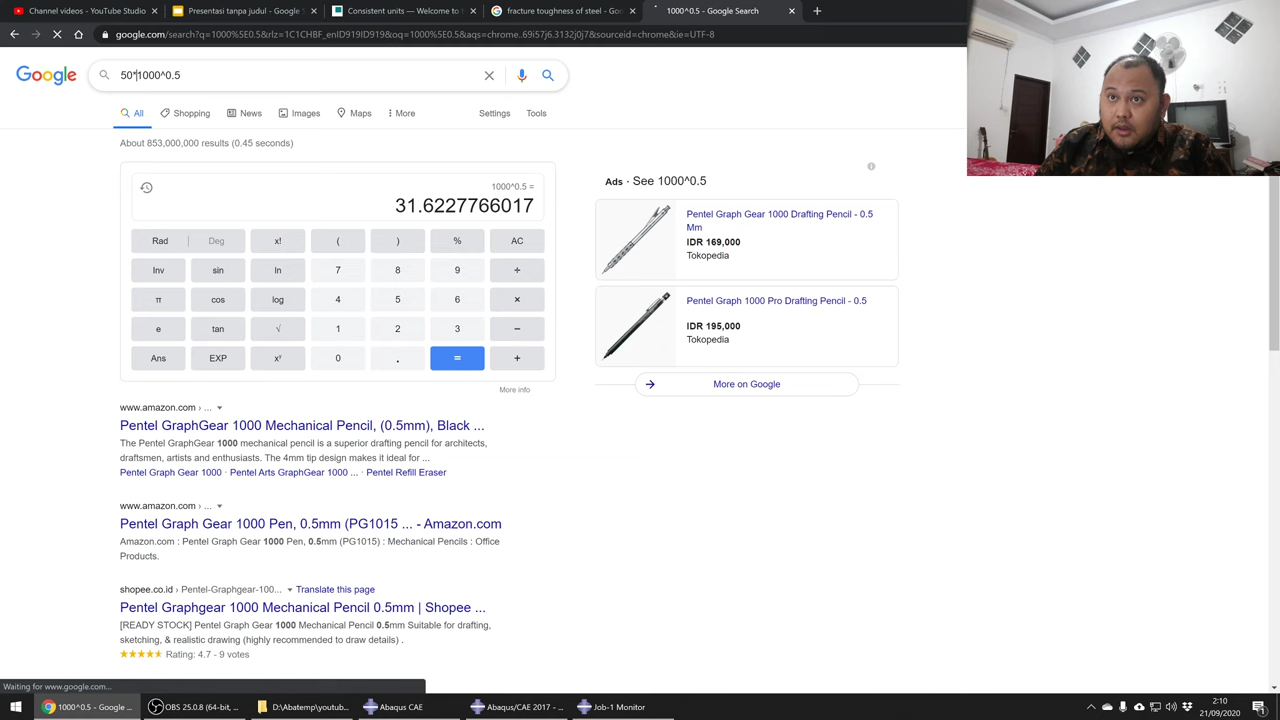 Channel videos - YouTube Studio
Presentasi tanpa judul - Google S
Consistent units — Welcome to t
fracture toughness of steel - Goo
1000^0.5 - Google Search
google.com/search?q=1000%5E0.5&rlz=1C1CHBF_enID919ID919&oq=1000%5E0.5&aqs=chrome..69i57j6.3132j0j7&sourceid=chrome&ie=UTF-8
Google
50*1000^0.5
All
Shopping
News
Images
Maps
More
Settings
Tools
About 853,000,000 results (0.45 seconds)
1000^0.5 =
31.6227766017
Rad Deg x! ( ) % AC
Inv sin ln 7 8 9 ÷
π cos log 4 5 6 ×
e tan √ 1 2 3 −
Ans EXP xʸ 0 . = +
More info
Ads · See 1000^0.5
Pentel Graph Gear 1000 Drafting Pencil - 0.5
Mm
IDR 169,000
Tokopedia
Pentel Graph 1000 Pro Drafting Pencil - 0.5
IDR 195,000
Tokopedia
More on Google
www.amazon.com › ...
Pentel GraphGear 1000 Mechanical Pencil, (0.5mm), Black ...
The Pentel GraphGear 1000 mechanical pencil is a superior drafting pencil for architects,
draftsmen, artists and enthusiasts. The 4mm tip design makes it ideal for ...
Pentel Graph Gear 1000 · Pentel Arts GraphGear 1000 ... · Pentel Refill Eraser
www.amazon.com › ...
Pentel Graph Gear 1000 Pen, 0.5mm (PG1015 ... - Amazon.com
Amazon.com : Pentel Graph Gear 1000 Pen, 0.5mm (PG1015) : Mechanical Pencils : Office
Products.
shopee.co.id › Pentel-Graphgear-100...
Translate this page
Pentel Graphgear 1000 Mechanical Pencil 0.5mm | Shopee ...
[READY STOCK] Pentel Gear Graph 1000 Mechanical Pencil 0.5mm Suitable for drafting,
sketching, & realistic drawing (highly recommended to draw details) .
Rating: 4.7 - 9 votes
Waiting for www.google.com...
1000^0.5 - Google ...
OBS 25.0.8 (64-bit, ...
D:\Abatemp\youtub...
Abaqus CAE
Abaqus/CAE 2017 - ...
Job-1 Monitor
2:10
21/09/2020
1